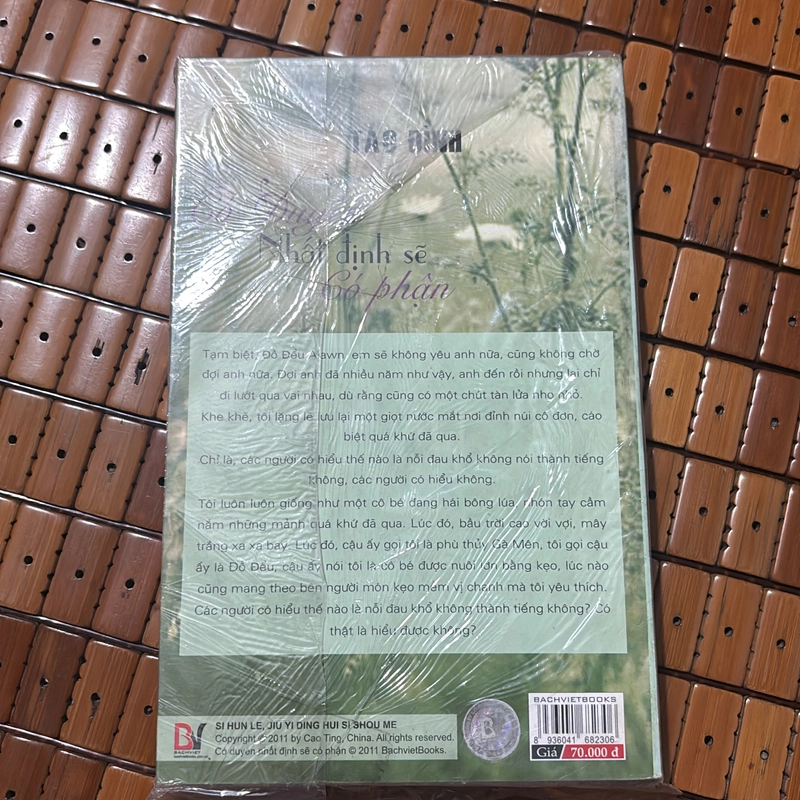 TÀO ĐÌNH
Có duyên
Nhất định sẽ
có phận
Tạm biệt, Đồ Đều A'awn, em sẽ không yêu anh nữa, cũng không chờ
đợi anh nữa. Đợi anh đã nhiều năm như vậy, anh đến rồi nhưng lại chỉ
đi lướt qua vai nhau, dù rằng cũng có một chút tàn lửa nho nhỏ.
Khe khẽ, tôi lặng lẽ lưu lại một giọt nước mắt nơi đỉnh núi cô đơn, cáo
biệt quá khứ đã qua.
Chỉ là, các người có hiểu thế nào là nỗi đau khổ không nói thành tiếng
không, các người có hiểu không.
Tôi luôn luôn giống như một cô bé đang hái bông lúa, nhón tay cầm
nắm những mảnh quá khứ đã qua. Lúc đó, bầu trời cao vời vợi, mây
trắng xa xa bay. Lúc đó, cậu ấy gọi tôi là phù thủy Gà Mên, tôi gọi cậu
ấy là Đồ Đều, cậu ấy nói tôi là cô bé được nuôi lớn bằng kẹo, lúc nào
cũng mang theo bên người món kẹo mềm vị chanh mà tôi yêu thích.
Các người có hiểu thế nào là nỗi đau khổ không thành tiếng không? Có
thật là hiểu được không?
BV
BACHVIET
SI HUN LE, JIU YI DING HUI SI SHOU ME
Copyright © 2011 by Cao Ting, China. All rights reserved.
Có duyên nhất định sẽ có phận © 2011 BachvietBooks.
BACHVIETBOOKS
8 936041 682306
Giá 70.000 đ